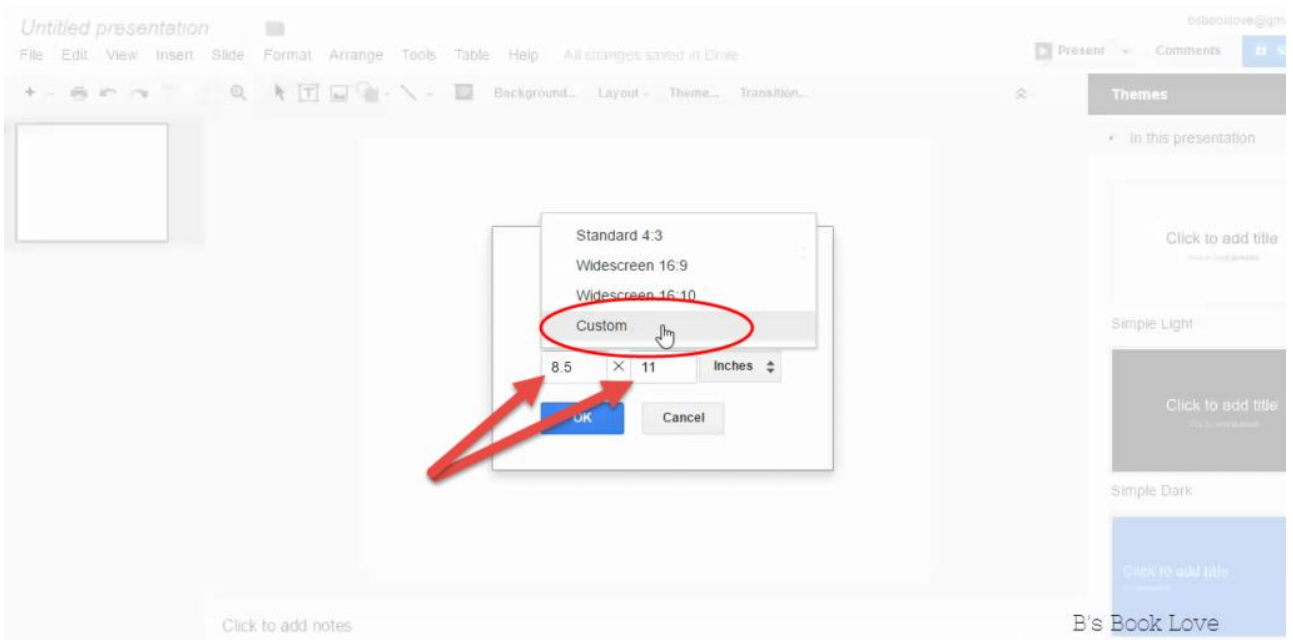 Untitled presentation
File Edit View Insert Slide Format Arrange Tools Table Help All changes saved in Drive
Present Comments
Background... Layout Theme... Transition...
Themes
In this presentation
Standard 4:3
Widescreen 16:9
Widescreen 16:10
Custom
8.5 × 11 Inches
OK Cancel
Click to add title
Simple Light
Click to add title
Simple Dark
Click to add title
Click to add notes
B's Book Love